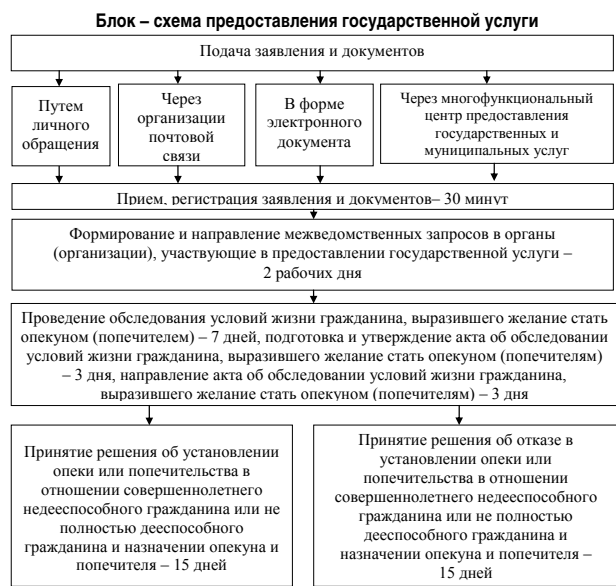 Блок – схема предоставления государственной услуги
Подача заявления и документов
Путем
личного
обращения
Через
организации
почтовой
связи
В форме
электронного
документа
Через многофункциональный
центр предоставления
государственных и
муниципальных услуг
Прием, регистрация заявления и документов– 30 минут
Формирование и направление межведомственных запросов в органы
(организации), участвующие в предоставлении государственной услуги –
2 рабочих дня
Проведение обследования условий жизни гражданина, выразившего желание стать
опекуном (попечителем) – 7 дней, подготовка и утверждение акта об обследовании
условий жизни гражданина, выразившего желание стать опекуном (попечителям)
– 3 дня, направление акта об обследовании условий жизни гражданина,
выразившего желание стать опекуном (попечителям) – 3 дня
Принятие решения об установлении
опеки или попечительства в
отношении совершеннолетнего
недееспособного гражданина или не
полностью дееспособного
гражданина и назначении опекуна и
попечителя – 15 дней
Принятие решения об отказе в
установлении опеки или
попечительства в отношении
совершеннолетнего недееспособного
гражданина или не полностью
дееспособного гражданина и
назначении опекуна и попечителя –
15 дней